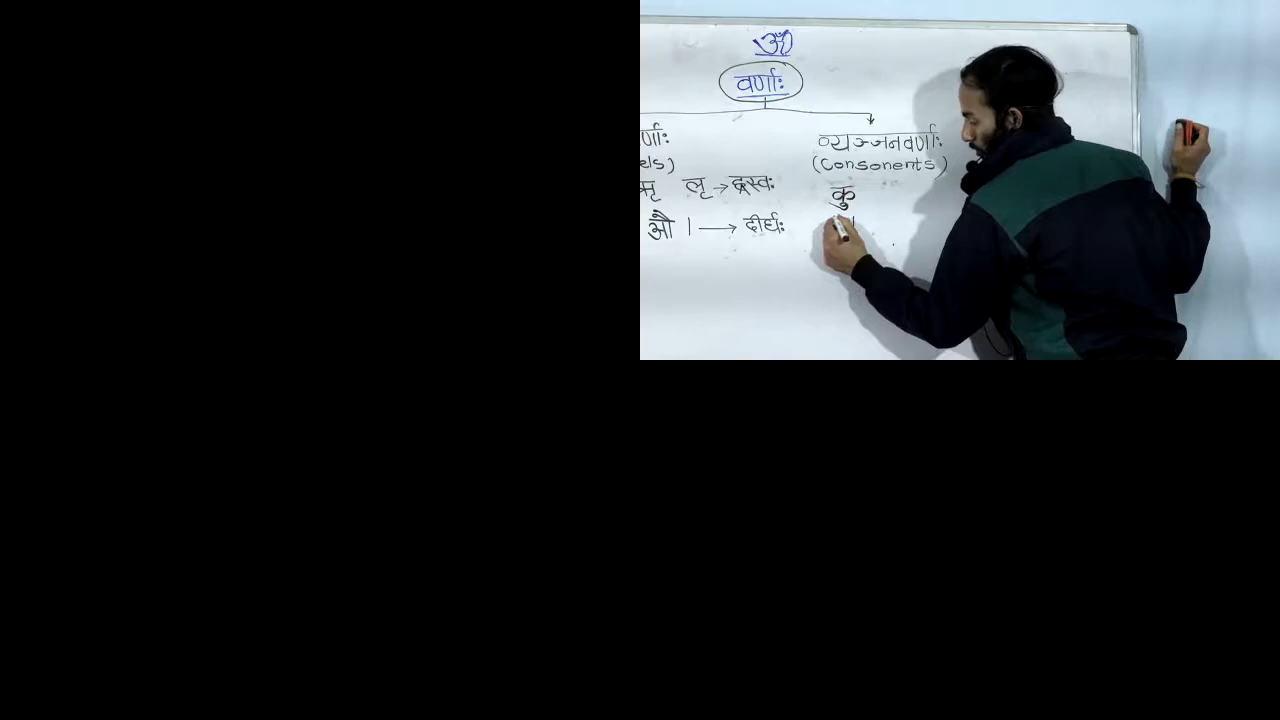 ॐ
वर्णाः
र्णाः व्यञ्जनवर्णाः
els) (Consonents)
ऋ लृ → ह्रस्वः कु
औ । → दीर्घः